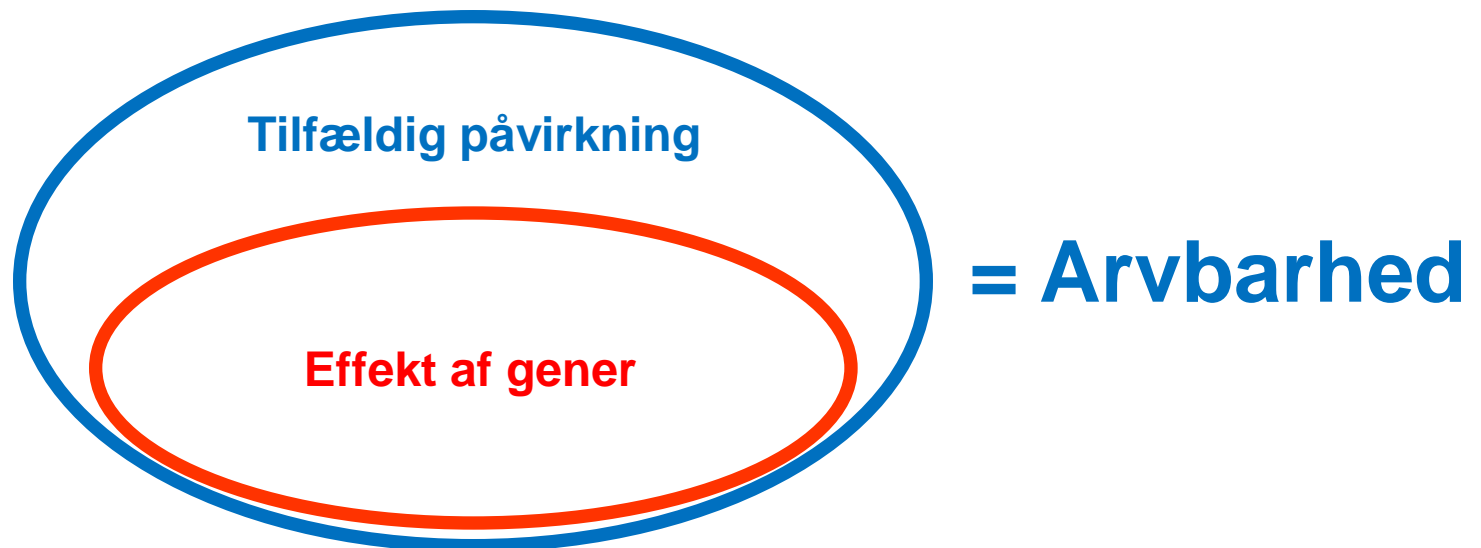 Tilfældig påvirkning
= Arvbarhed
Effekt af gener